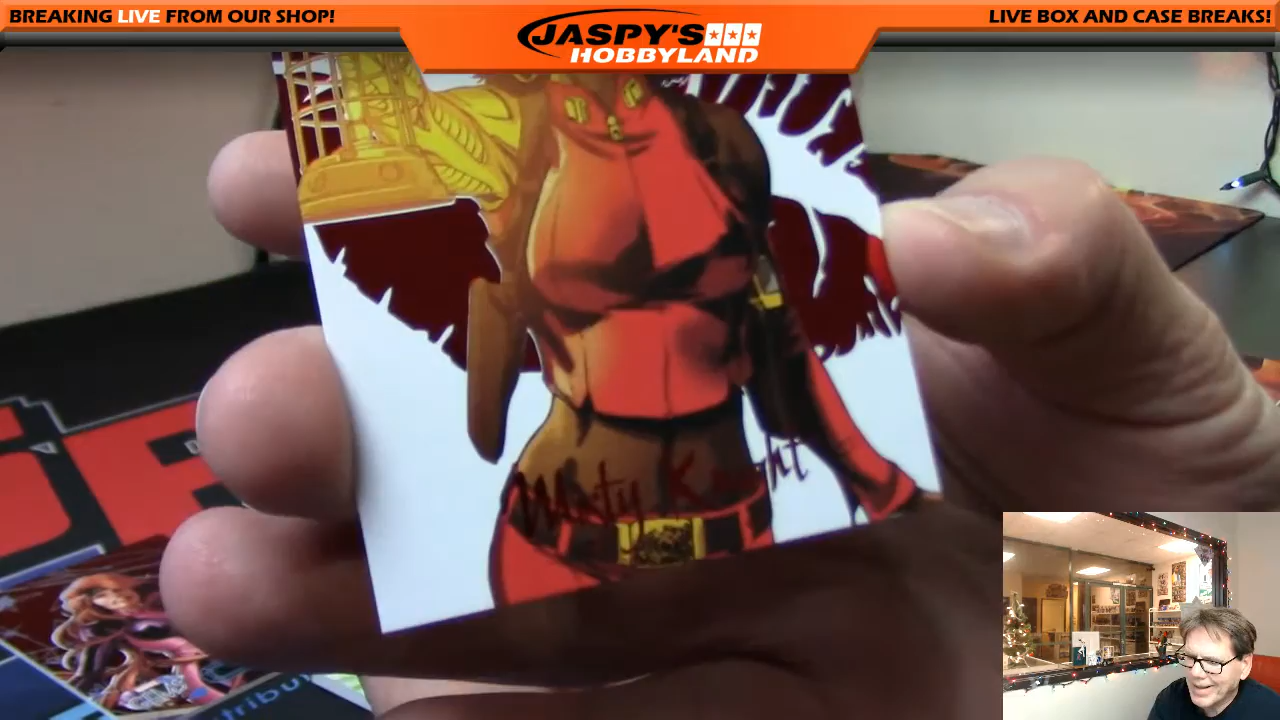 BREAKING LIVE FROM OUR SHOP!
JASPY'S
HOBBYLAND
LIVE BOX AND CASE BREAKS!
Misty Knight